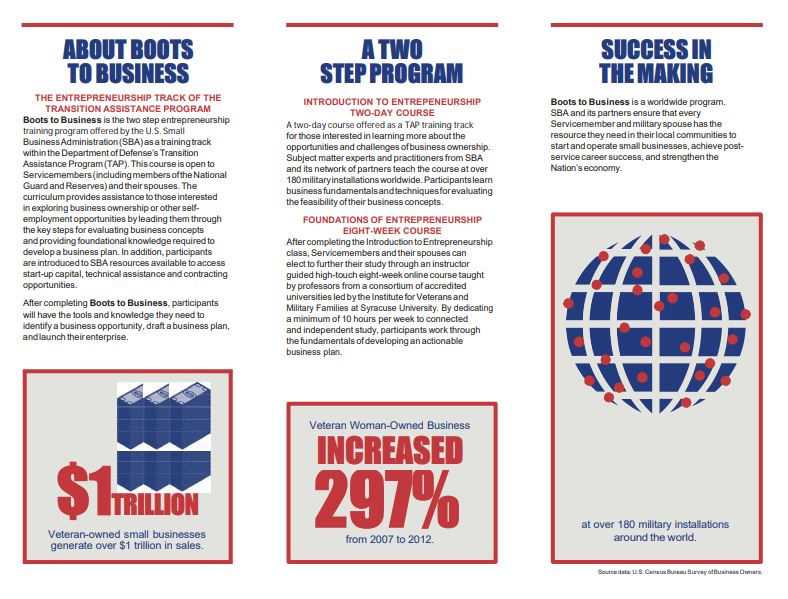 ABOUT BOOTS
TO BUSINESS
THE ENTREPRENEURSHIP TRACK OF THE
TRANSITION ASSISTANCE PROGRAM
Boots to Business is the two step entrepreneurship
training program offered by the U.S. Small
Business Administration (SBA) as a training track
within the Department of Defense's Transition
Assistance Program (TAP). This course is open to
Servicemembers (including members of the National
Guard and Reserves) and their spouses. The
curriculum provides assistance to those interested
in exploring business ownership or other self-
employment opportunities by leading them through
the key steps for evaluating business concepts
and providing foundational knowledge required to
develop a business plan. In addition, participants
are introduced to SBA resources available to access
start-up capital, technical assistance and contracting
opportunities.
After completing Boots to Business, participants
will have the tools and knowledge they need to
identify a business opportunity, draft a business plan,
and launch their enterprise.
$1 TRILLION
Veteran-owned small businesses
generate over $1 trillion in sales.
A TWO
STEP PROGRAM
INTRODUCTION TO ENTREPENEURSHIP
TWO-DAY COURSE
A two-day course offered as a TAP training track
for those interested in learning more about the
opportunities and challenges of business ownership.
Subject matter experts and practitioners from SBA
and its network of partners teach the course at over
180 military installations worldwide. Participants learn
business fundamentals and techniques for evaluating
the feasibility of their business concepts.
FOUNDATIONS OF ENTREPRENEURSHIP
EIGHT-WEEK COURSE
After completing the Introduction to Entrepreneurship
class, Servicemembers and their spouses can
elect to further their study through an instructor
guided high-touch eight-week online course taught
by professors from a consortium of accredited
universities led by the Institute for Veterans and
Military Families at Syracuse University. By dedicating
a minimum of 10 hours per week to connected
and independent study, participants work through
the fundamentals of developing an actionable
business plan.
Veteran Woman-Owned Business
INCREASED
297%
from 2007 to 2012.
SUCCESS IN
THE MAKING
Boots to Business is a worldwide program.
SBA and its partners ensure that every
Servicemember and military spouse has the
resource they need in their local communities to
start and operate small businesses, achieve post-
service career success, and strengthen the
Nation's economy.
at over 180 military installations
around the world.
Source data: U.S. Census Bureau Survey of Business Owners.